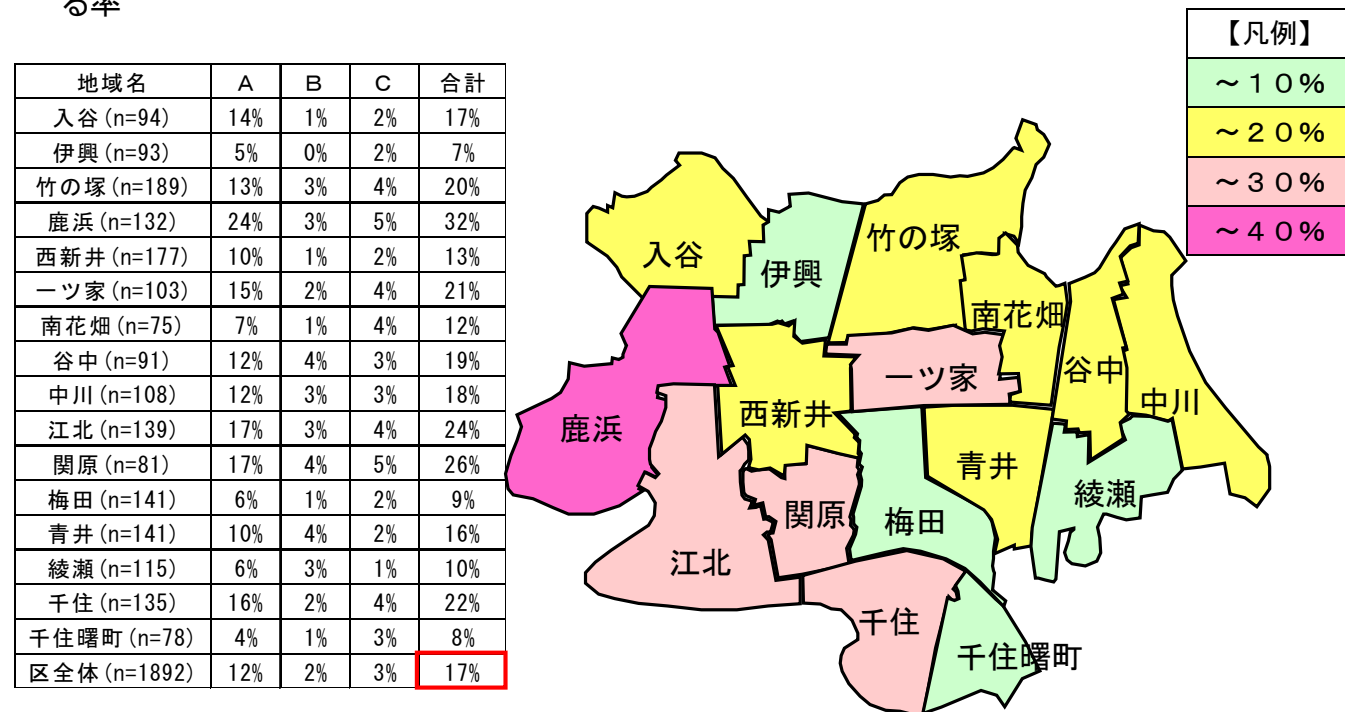 る率
地域名 A B C 合計
入谷(n=94) 14% 1% 2% 17%
伊興(n=93) 5% 0% 2% 7%
竹の塚(n=189) 13% 3% 4% 20%
鹿浜(n=132) 24% 3% 5% 32%
西新井(n=177) 10% 1% 2% 13%
一ツ家(n=103) 15% 2% 4% 21%
南花畑(n=75) 7% 1% 4% 12%
谷中(n=91) 12% 4% 3% 19%
中川(n=108) 12% 3% 3% 18%
江北(n=139) 17% 3% 4% 24%
関原(n=81) 17% 4% 5% 26%
梅田(n=141) 6% 1% 2% 9%
青井(n=141) 10% 4% 2% 16%
綾瀬(n=115) 6% 3% 1% 10%
千住(n=135) 16% 2% 4% 22%
千住曙町(n=78) 4% 1% 3% 8%
区全体(n=1892) 12% 2% 3% 17%
【凡例】
～１０%
～２０%
～３０%
～４０%
入谷
伊興
竹の塚
南花畑
谷中
中川
一ツ家
西新井
鹿浜
青井
綾瀬
関原
梅田
江北
千住
千住曙町